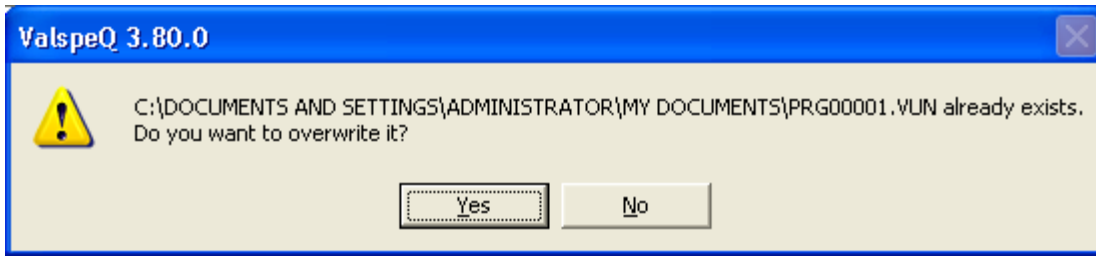 ValspeQ 3.80.0
C:\DOCUMENTS AND SETTINGS\ADMINISTRATOR\MY DOCUMENTS\PRG00001.VUN already exists.
Do you want to overwrite it?
Yes No